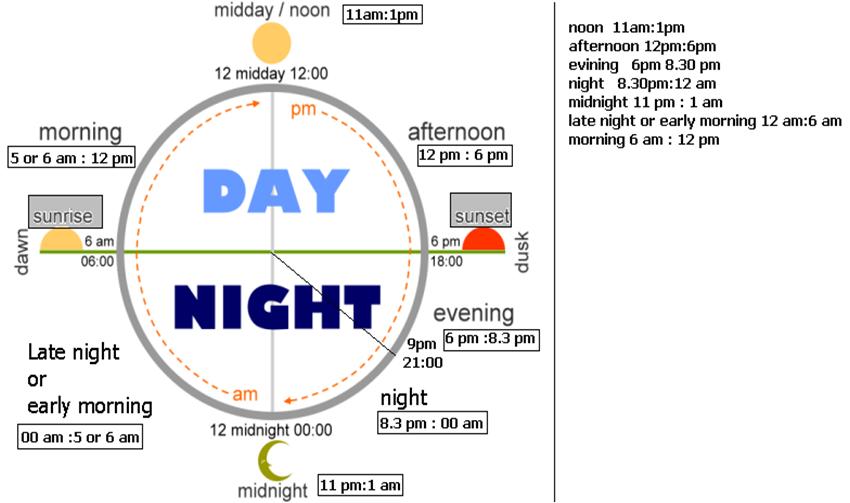 midday / noon
11am:1pm
12 midday 12:00
pm
morning
5 or 6 am : 12 pm
afternoon
12 pm : 6 pm
DAY
sunrise
sunset
dawn
6 am
06:00
6 pm
18:00
dusk
NIGHT
evening
6 pm :8.3 pm
9pm
21:00
Late night
or
early morning
00 am :5 or 6 am
am
night
8.3 pm : 00 am
12 midnight 00:00
midnight
11 pm:1 am
noon 11am:1pm
afternoon 12pm:6pm
evining 6pm 8.30 pm
night 8.30pm:12 am
midnight 11 pm : 1 am
late night or early morning 12 am:6 am
morning 6 am : 12 pm